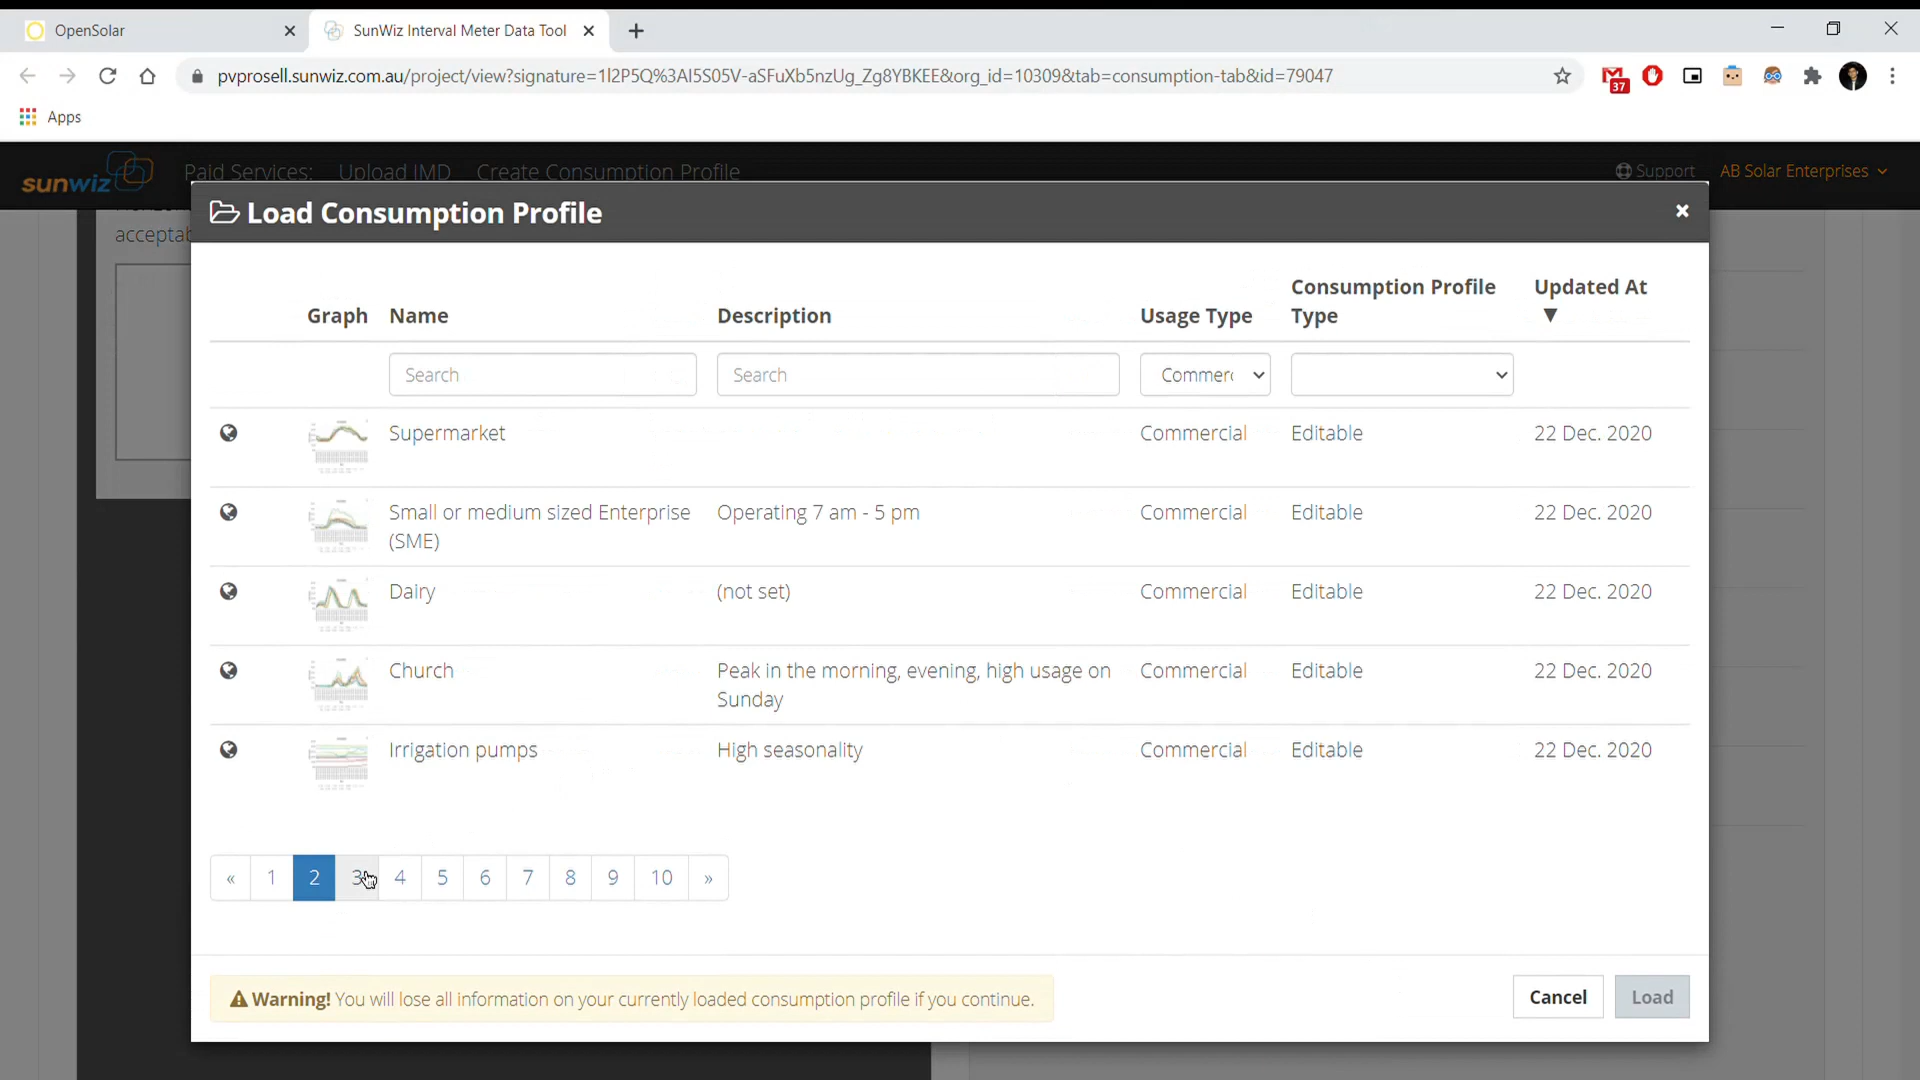 OpenSolar
SunWiz Interval Meter Data Tool
pvprosell.sunwiz.com.au/project/view?signature=1l2P5Q%3AI5S05V-aSFuXb5nzUg_Zg8YBKEE&org_id=10309&tab=consumption-tab&id=79047
37
Apps
sunwiz
Paid Services: Upload IMD Create Consumption Profile
Support
AB Solar Enterprises
Load Consumption Profile
Graph Name Description Usage Type Consumption Profile Type Updated At ▼
Search Search Commerc
Supermarket Commercial Editable 22 Dec. 2020
Small or medium sized Enterprise (SME) Operating 7 am - 5 pm Commercial Editable 22 Dec. 2020
Dairy (not set) Commercial Editable 22 Dec. 2020
Church Peak in the morning, evening, high usage on Sunday Commercial Editable 22 Dec. 2020
Irrigation pumps High seasonality Commercial Editable 22 Dec. 2020
« 1 2 3 4 5 6 7 8 9 10 »
Warning! You will lose all information on your currently loaded consumption profile if you continue.
Cancel Load